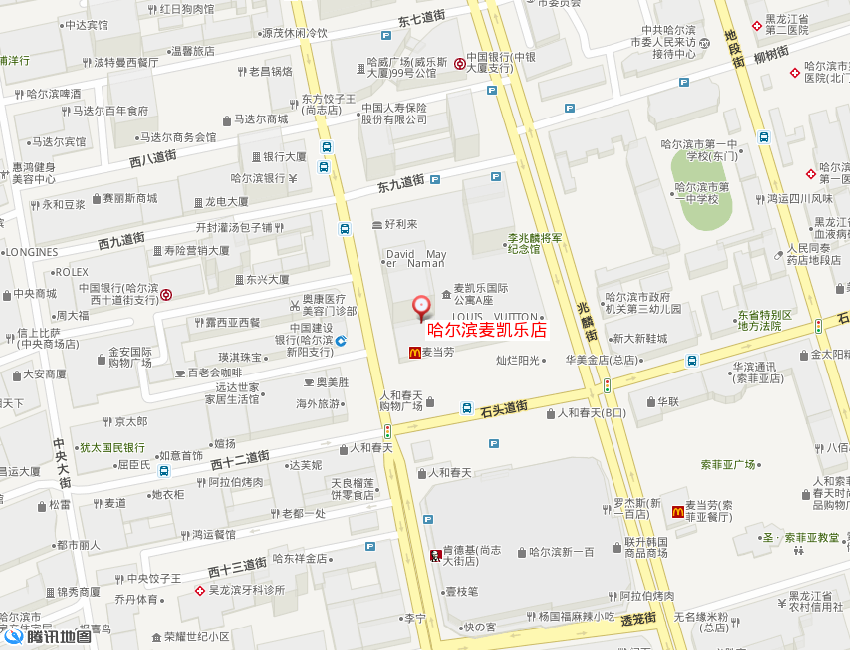 红日狗肉馆
东七道街
市委员会
中达宾馆
源茂休闲冷饮
黑龙江省
第二医院
中共哈尔滨
市委人民来访
接待中心
地段街
柳树街
温馨旅店
浦洋行
波特曼西餐厅
老昌锅烙
哈威广场(威乐斯
大厦)99号公馆
中国银行(中银
大厦支行)
哈尔滨市
医院(北门
哈尔滨啤酒
马迭尔百年食府
东方饺子王
(尚志店)
中国人寿保险
股份有限公司
马迭尔商城
马迭尔宾馆
马迭尔商务会馆
西八道街
银行大厦
哈尔滨市第一中
学校(东门)
惠鸿健身
美容中心
哈尔滨银行
东九道街
哈尔滨
第一医
哈尔滨市第
一中学校
永和豆浆
赛丽斯商城
龙电大厦
鸿运四川风味
开封灌汤包子铺
好利来
黑龙江
血液病研
西九道街
寿险营销大厦
李兆麟将军
纪念馆
人民同泰
药店地段店
LONGINES
David May
er Naman
ROLEX
东兴大厦
中央商城
中国银行(哈尔滨
西十道街支行)
奥康医疗
美容门诊部
麦凯乐国际
公寓A座
哈尔滨市政府
机关第三幼儿园
周大福
露西亚西餐
LOUIS VUITTON
兆麟街
东省特别区
地方法院
石
信上比萨
(中央商场店)
中国建设
银行(哈尔滨
新阳支行)
哈尔滨麦凯乐店
新大新鞋城
金安国际
购物广场
瑛淇珠宝
麦当劳
灿烂阳光
华美金店(总店)
金太阳精
大安商厦
百老会咖啡
奥美胜
华滨通讯
(索菲亚店)
远达世家
家居生活馆
海外旅游
人和春天
购物广场
石头道街
人和春天(B口)
华联
天下
京太郎
中央大街
犹太国民银行
媚扬
人和春天
八佰
如意首饰
西十二道街
屈臣氏
达芙妮
索菲亚广场
昌运大厦
阿拉伯烤肉
人和春天
天良榴莲
饼零食店
人和索菲
春天时尚
品购物广
她衣柜
麦道
松雷
罗杰斯(新
一百店)
麦当劳(索
菲亚餐厅)
老都一处
鸿运餐馆
都市丽人
圣·索菲亚教堂
肯德基(尚志
大街店)
哈尔滨新一百
联升韩国
商品商场
哈东祥金店
西十三道街
中央饺子王
吴龙滨牙科诊所
锦秀商厦
乔丹体育
壹枝笔
阿拉伯烤肉
黑龙江省
农村信用社
哈尔滨市
李宁
杨国福麻辣小吃
透笼街
无名缘米粉
(总店)
腾讯地图
荣耀世纪小区
快の客